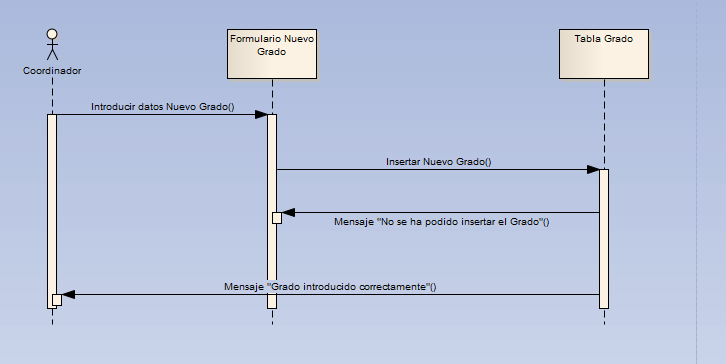 Coordinador
Formulario Nuevo
Grado
Tabla Grado
Introducir datos Nuevo Grado()
Insertar Nuevo Grado()
Mensaje "No se ha podido insertar el Grado"()
Mensaje "Grado introducido correctamente"()